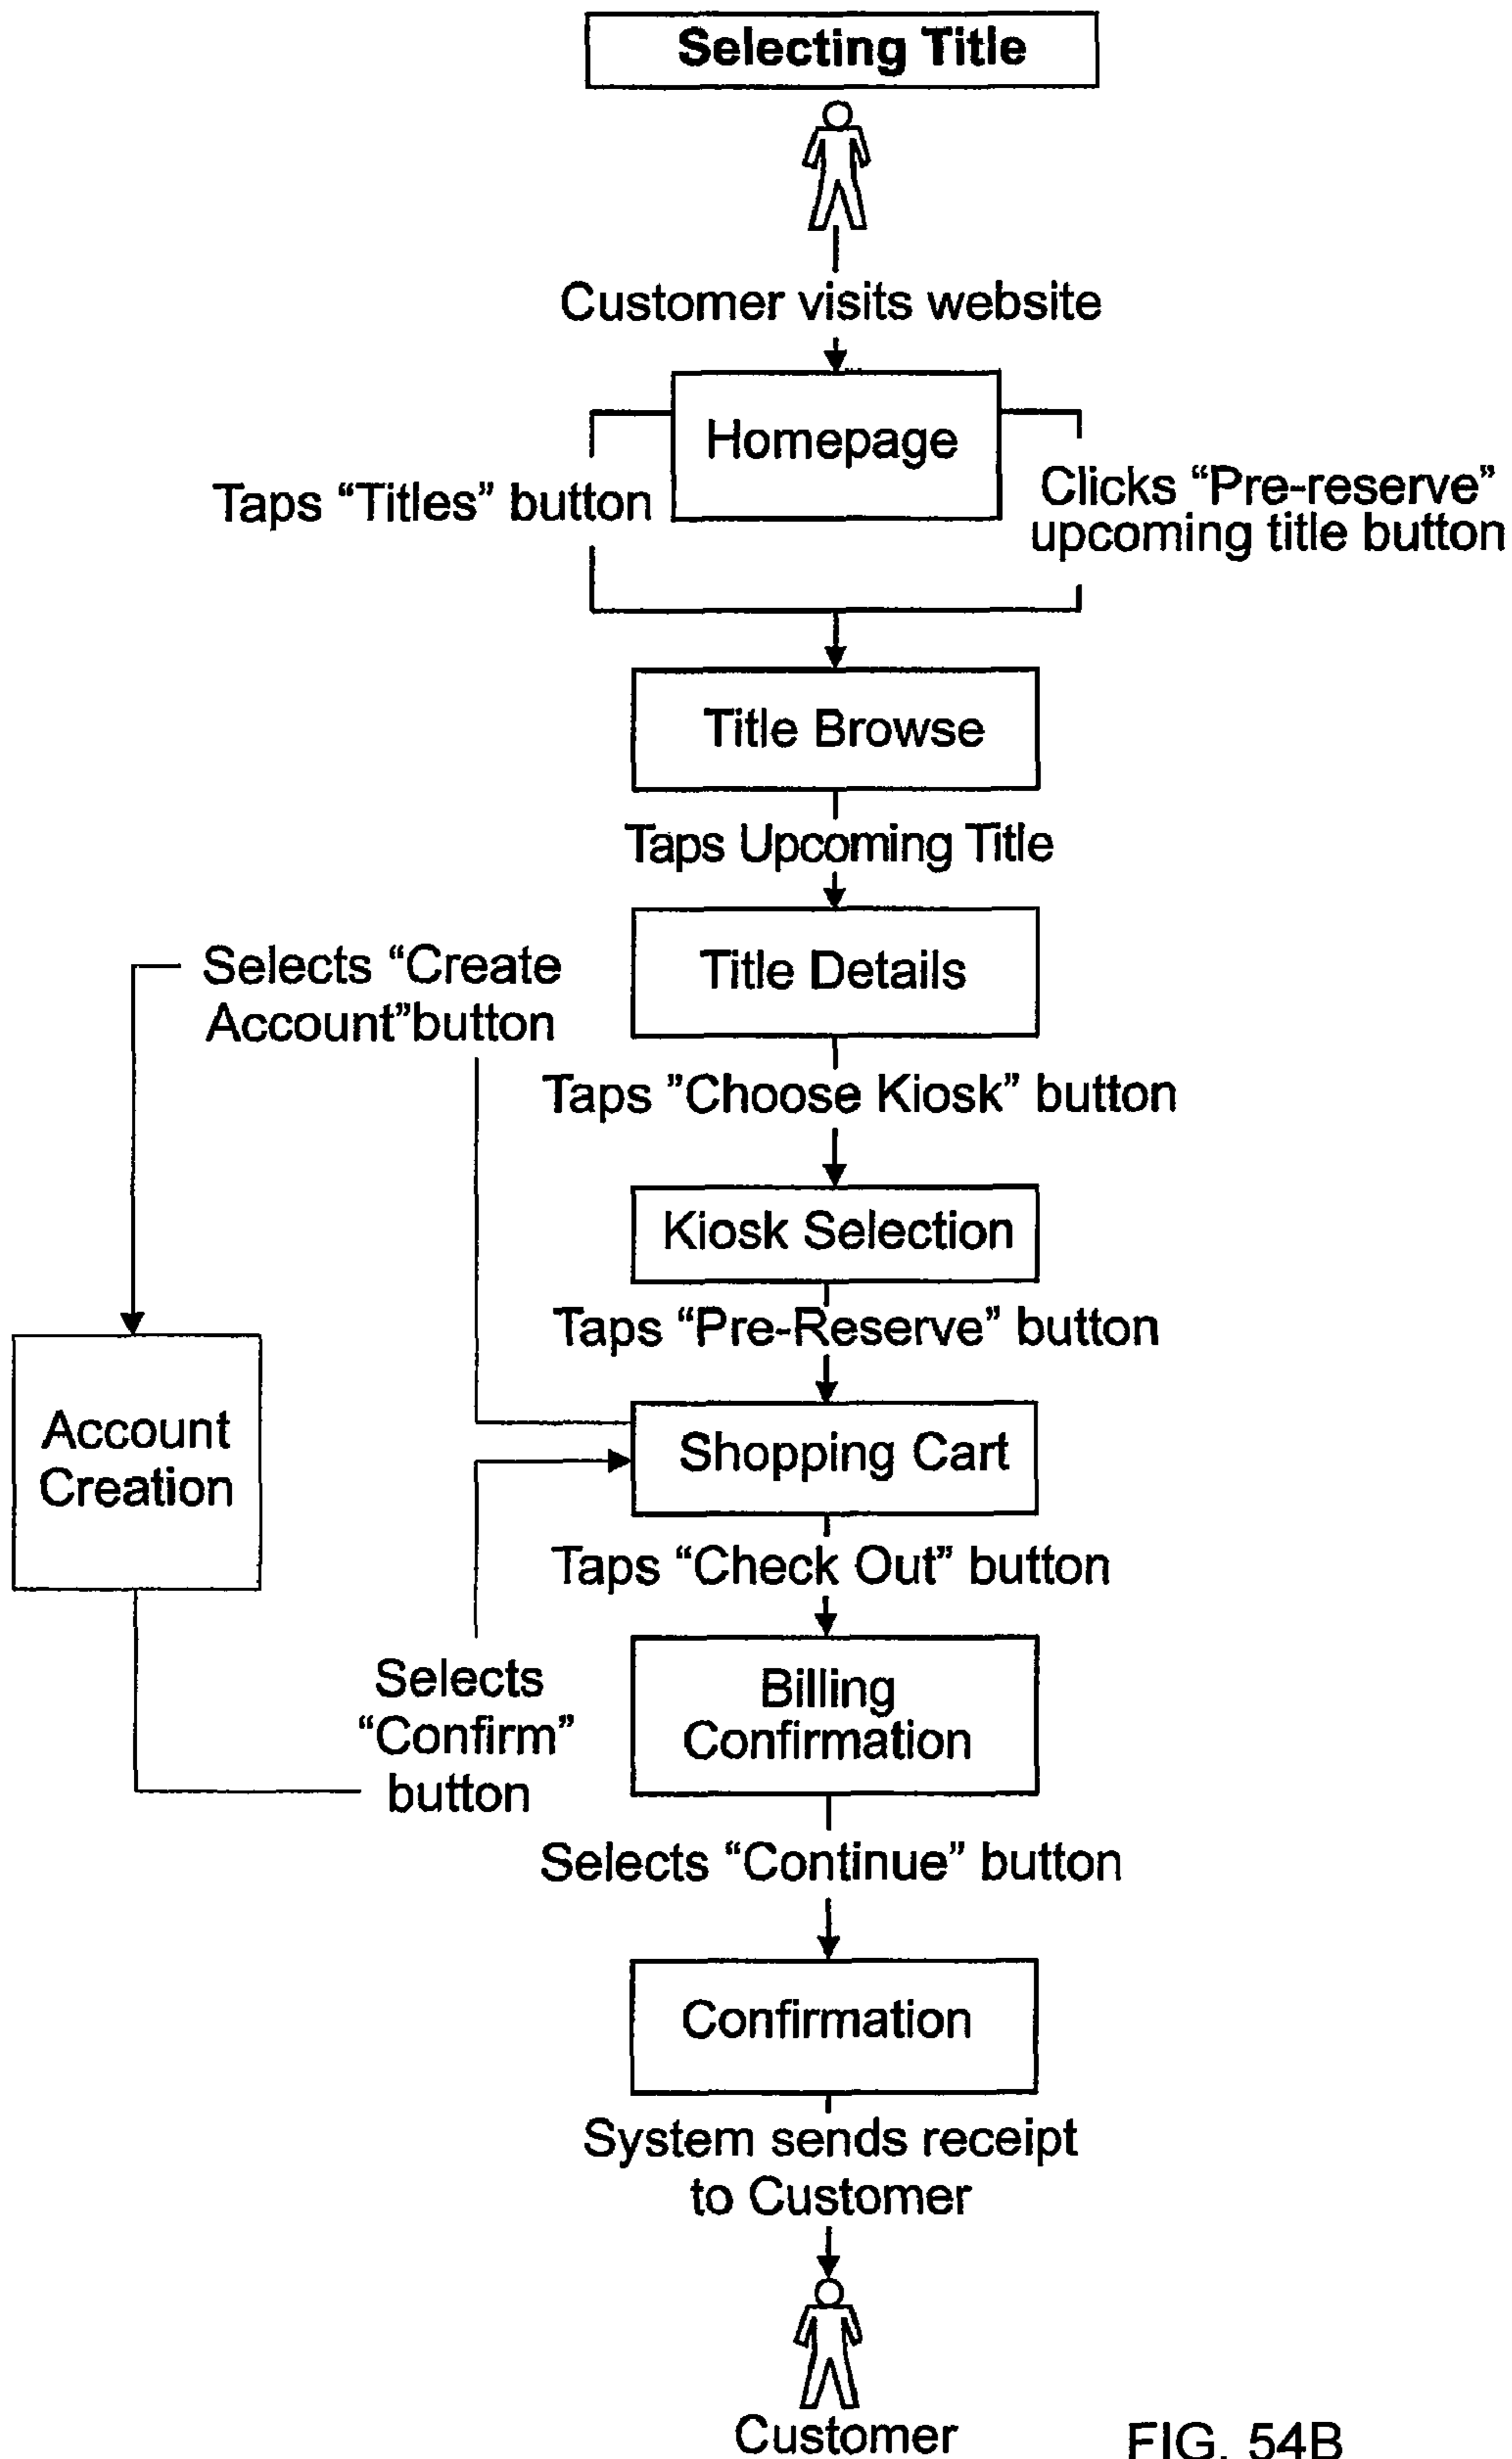 Selecting Title
Customer visits website
Homepage
Taps “Titles” button
Clicks “Pre-reserve”
upcoming title button
Title Browse
Taps Upcoming Title
Title Details
Selects “Create
Account”button
Taps ”Choose Kiosk” button
Kiosk Selection
Taps “Pre-Reserve” button
Shopping Cart
Account
Creation
Taps “Check Out” button
Billing
Confirmation
Selects
“Confirm”
button
Selects “Continue” button
Confirmation
System sends receipt
to Customer
Customer
FIG. 54B